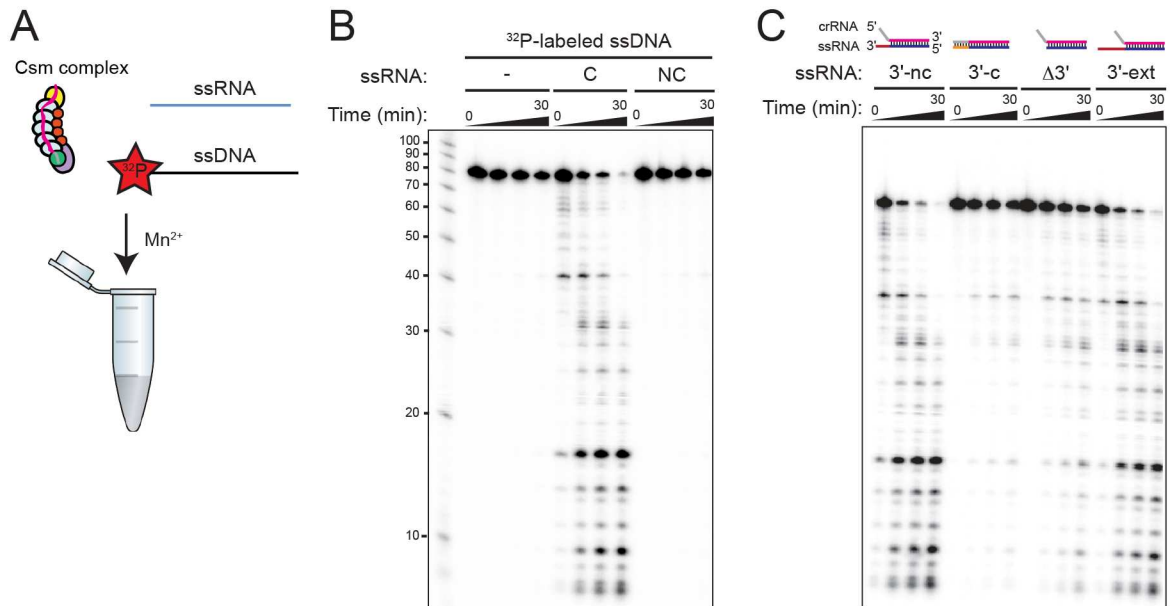 A
Csm complex
ssRNA
ssDNA
32P
Mn2+
B
32P-labeled ssDNA
ssRNA: - C NC
Time (min): 0 30 0 30 0 30
100
90
80
70
60
50
40
30
20
10
C
crRNA 5' 3'
ssRNA 3' 5'
ssRNA: 3'-nc 3'-c Δ3' 3'-ext
Time (min): 0 30 0 30 0 30 0 30